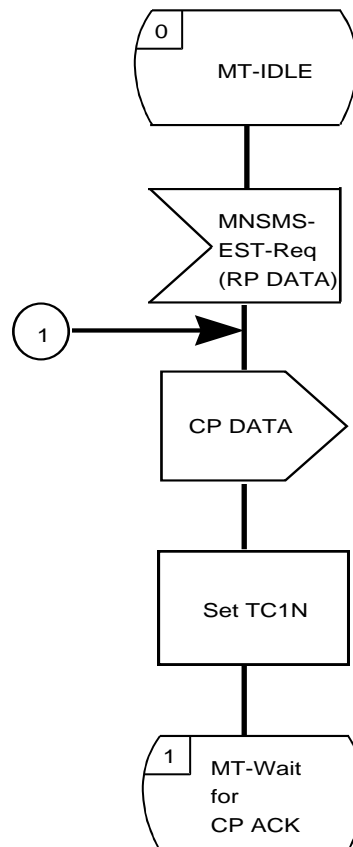 0
MT-IDLE
MNSMS-
EST-Req
(RP DATA)
1
CP DATA
Set TC1N
1
MT-Wait
for
CP ACK